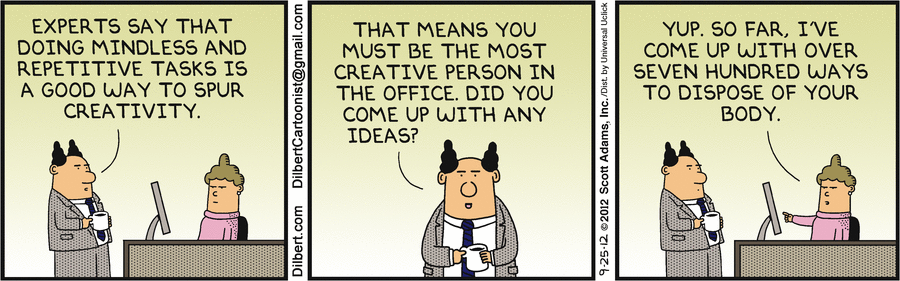 EXPERTS SAY THAT
DOING MINDLESS AND
REPETITIVE TASKS IS
A GOOD WAY TO SPUR
CREATIVITY.
Dilbert.com DilbertCartoonist@gmail.com
THAT MEANS YOU
MUST BE THE MOST
CREATIVE PERSON IN
THE OFFICE. DID YOU
COME UP WITH ANY
IDEAS?
9-25-12 ©2012 Scott Adams, Inc. /Dist. by Universal Uclick
YUP. SO FAR, I'VE
COME UP WITH OVER
SEVEN HUNDRED WAYS
TO DISPOSE OF YOUR
BODY.